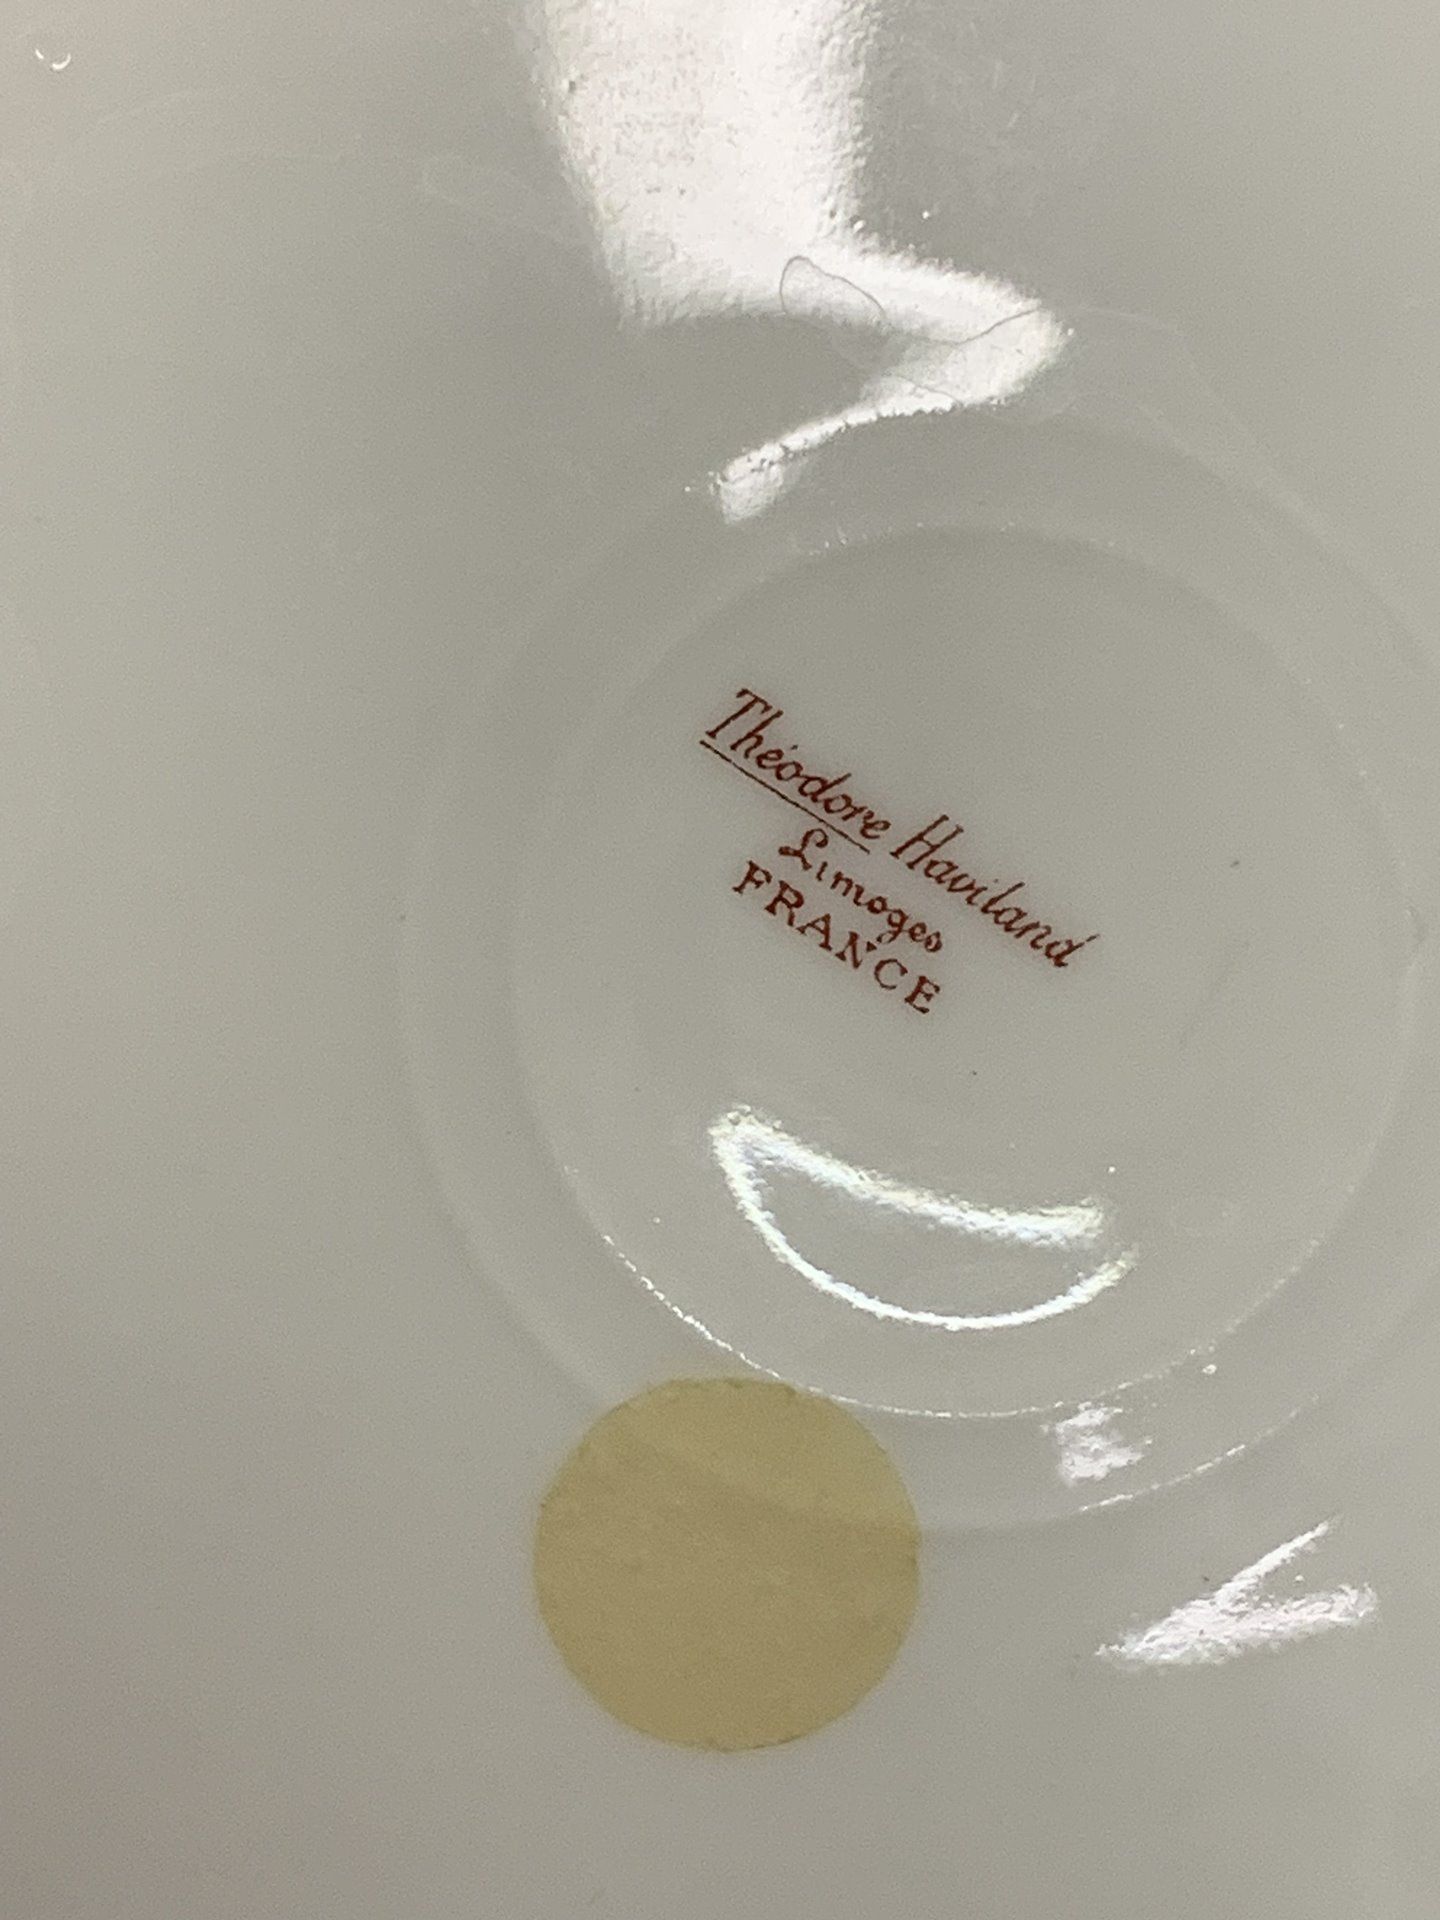 Théodore Haviland
Limoges
FRANCE